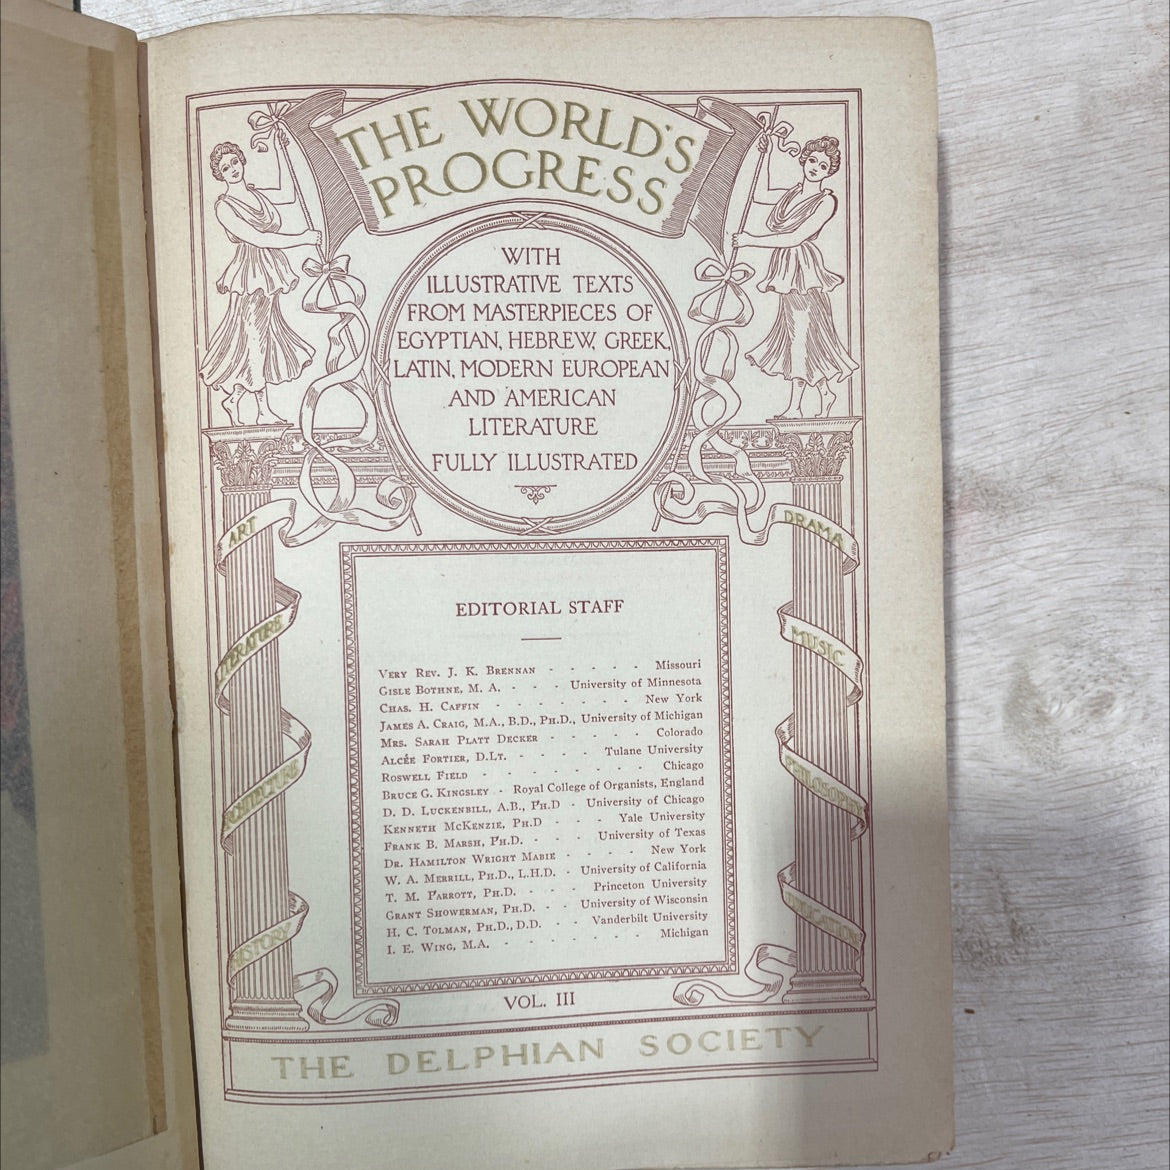 THE WORLD'S
PROGRESS
WITH
ILLUSTRATIVE TEXTS
FROM MASTERPIECES OF
EGYPTIAN, HEBREW, GREEK,
LATIN, MODERN EUROPEAN
AND AMERICAN
LITERATURE
FULLY ILLUSTRATED
ART
LITERATURE
ARCHITECTURE
HISTORY
DRAMA
MUSIC
PHILOSOPHY
EDUCATION
EDITORIAL STAFF
VERY REV. J. K. BRENNAN - - - - - Missouri
GISLE BOTHNE, M. A. - - - University of Minnesota
CHAS. H. CAFFIN - - - - - - - New York
JAMES A. CRAIG, M.A., B.D., PH.D., University of Michigan
MRS. SARAH PLATT DECKER - - - - - Colorado
ALCÉE FORTIER, D.LT. - - - - Tulane University
ROSWELL FIELD - - - - - - - - Chicago
BRUCE G. KINGSLEY - Royal College of Organists, England
D. D. LUCKENBILL, A.B., PH.D - University of Chicago
KENNETH MCKENZIE, PH.D - - - Yale University
FRANK B. MARSH, PH.D. - - - University of Texas
DR. HAMILTON WRIGHT MABIE - - - - New York
W. A. MERRILL, PH.D., L.H.D. - University of California
T. M. PARROTT, PH.D. - - - Princeton University
GRANT SHOWERMAN, PH.D. - - University of Wisconsin
H. C. TOLMAN, PH.D., D.D. - - Vanderbilt University
I. E. WING, M.A. - - - - - - - Michigan
VOL. III
THE DELPHIAN SOCIETY